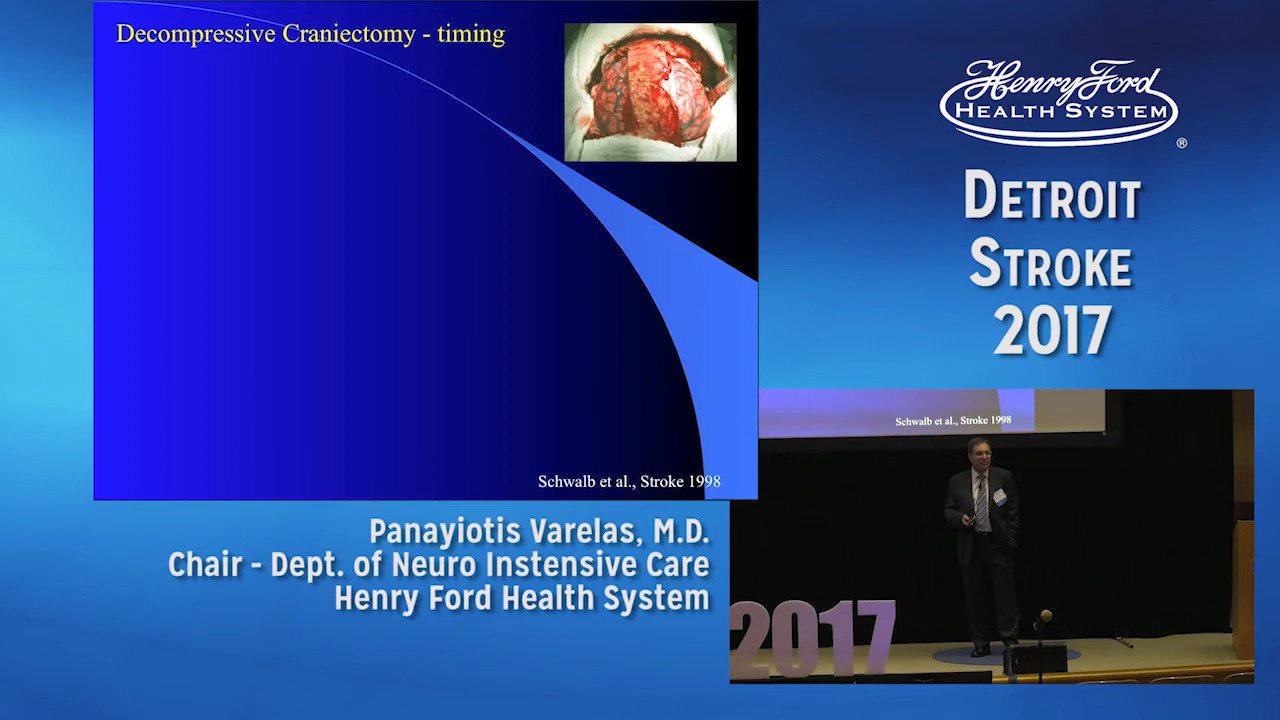 Decompressive Craniectomy - timing
Schwalb et al., Stroke 1998
Henry Ford
HEALTH SYSTEM
®
DETROIT
STROKE
2017
Schwalb et al., Stroke 1998
2017
Panayiotis Varelas, M.D.
Chair - Dept. of Neuro Instensive Care
Henry Ford Health System